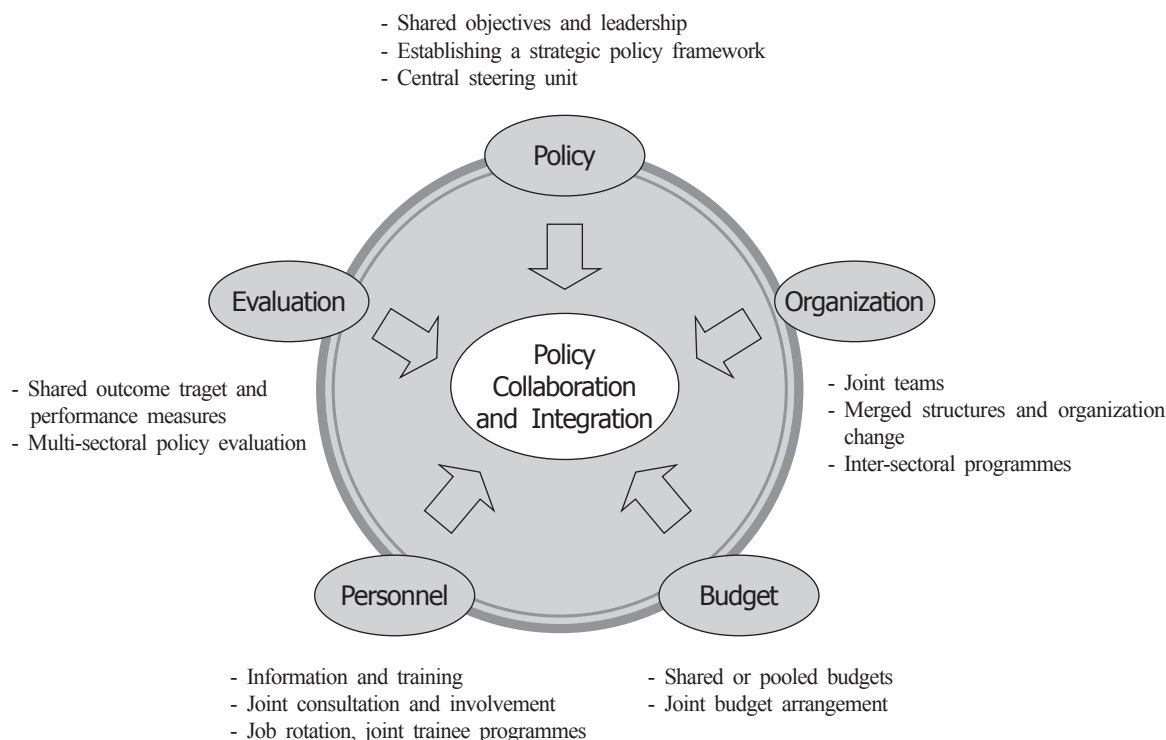 - Shared objectives and leadership
- Establishing a strategic policy framework
- Central steering unit
Policy
Evaluation
Organization
Policy
Collaboration
and Integration
- Shared outcome traget and
performance measures
- Multi-sectoral policy evaluation
- Joint teams
- Merged structures and organization
change
- Inter-sectoral programmes
Personnel
Budget
- Information and training
- Joint consultation and involvement
- Job rotation, joint trainee programmes
- Shared or pooled budgets
- Joint budget arrangement